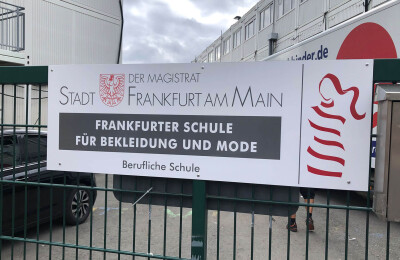 DER MAGISTRAT
STADT FRANKFURT AM MAIN
FRANKFURTER SCHULE
FÜR BEKLEIDUNG UND MODE
Berufliche Schule